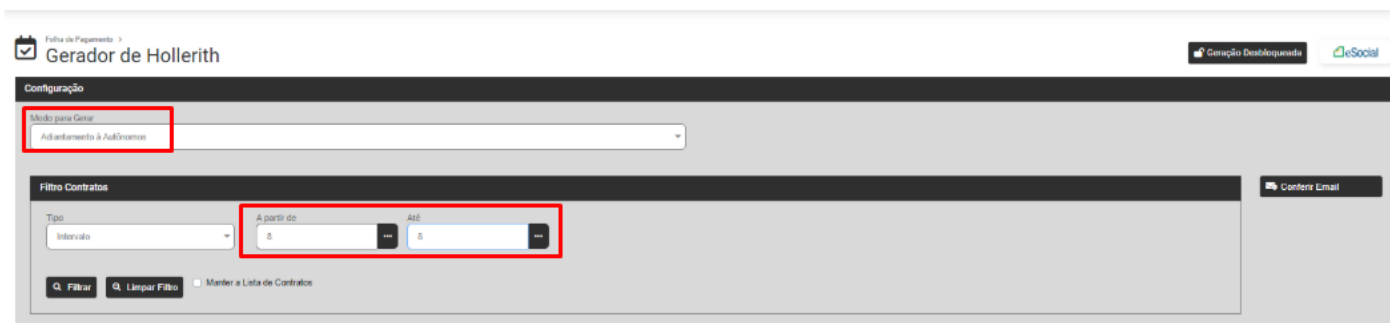 Folha de Pagamento >
Gerador de Hollerith
Geração Desbloqueada
eSocial
Configuração
Modo para Gerar
Adiantamento à Autônomos
Filtro Contratos
Conferir Email
Tipo
A partir de
Até
Intervalo
8
8
Filtrar
Limpar Filtro
Manter a Lista de Contratos